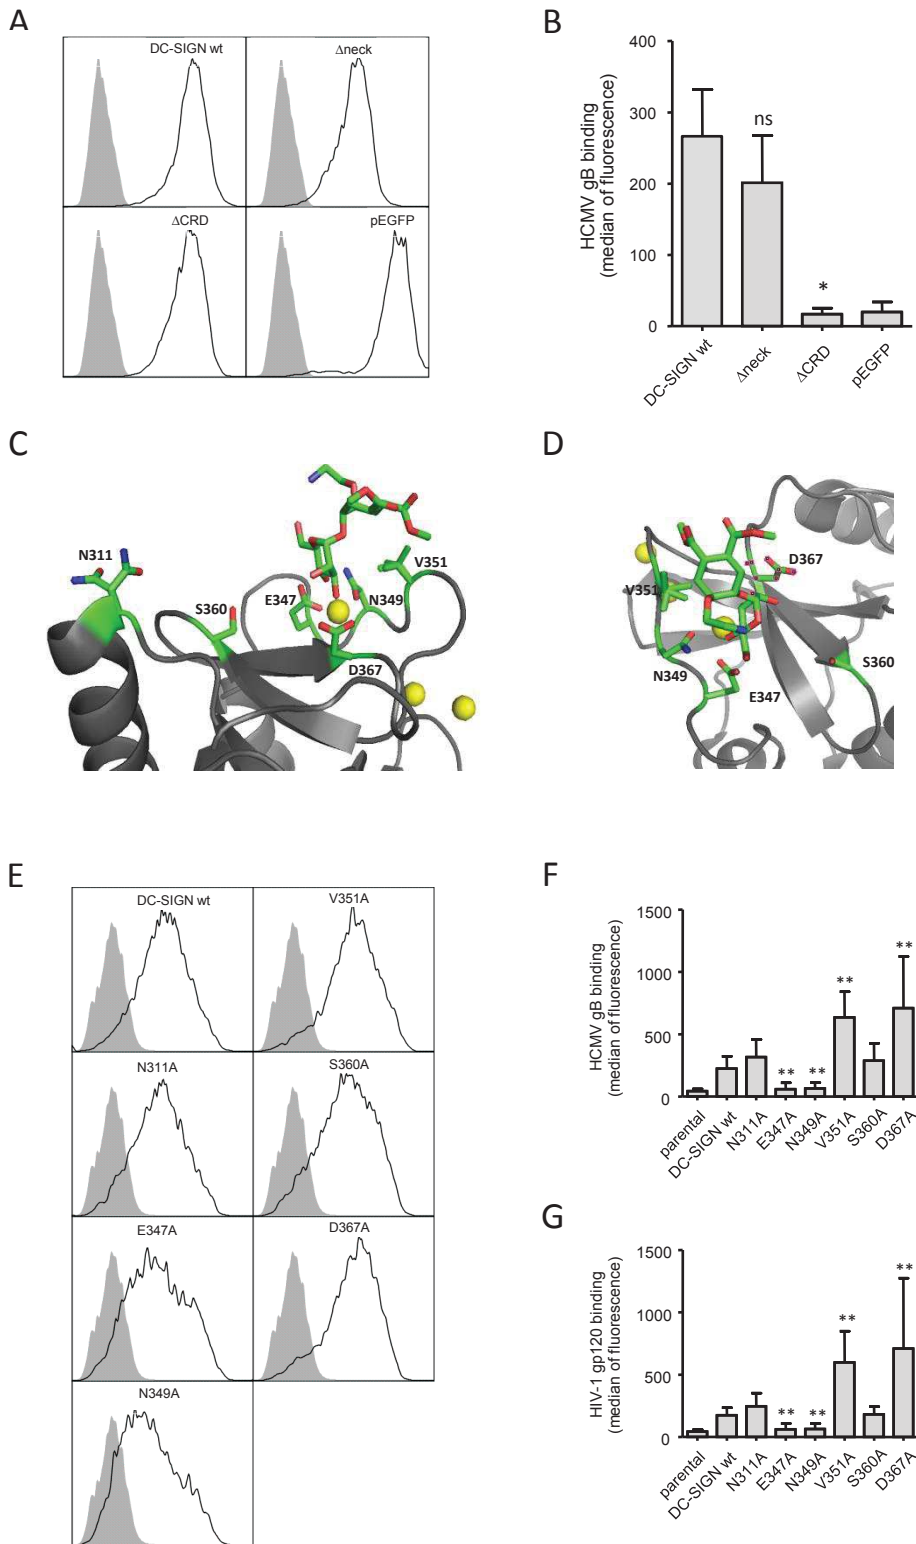 A
DC-SIGN wt
Δneck
ΔCRD
pEGFP
B
HCMV gB binding
(median of fluorescence)
400
300
200
100
0
ns
*
DC-SIGN wt
Δneck
ΔCRD
pEGFP
C
N311
S360
E347
N349
V351
D367
D
D367
V351
S360
N349
E347
E
DC-SIGN wt
V351A
N311A
S360A
E347A
D367A
N349A
F
HCMV gB binding
(median of fluorescence)
1500
1000
500
0
**
**
**
**
parental
DC-SIGN wt
N311A
E347A
N349A
V351A
S360A
D367A
G
HIV-1 gp120 binding
(median of fluorescence)
1500
1000
500
0
**
**
**
**
parental
DC-SIGN wt
N311A
E347A
N349A
V351A
S360A
D367A